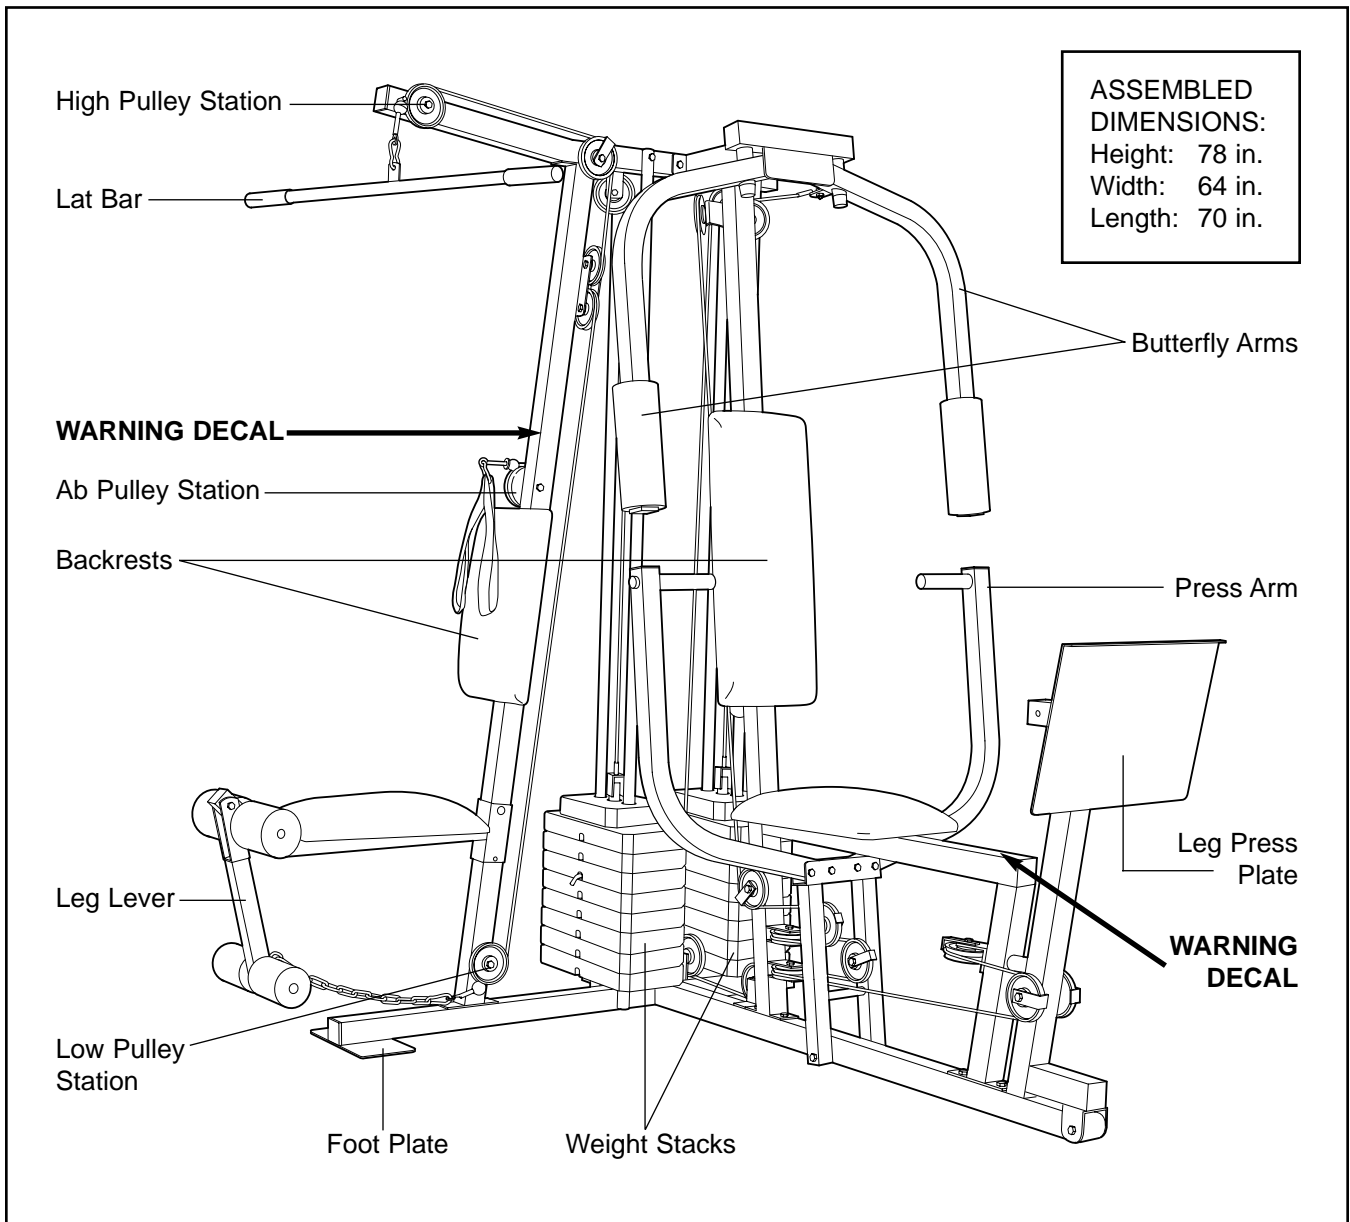 High Pulley Station
Lat Bar
WARNING DECAL
Ab Pulley Station
Backrests
Leg Lever
Low Pulley
Station
Foot Plate
Weight Stacks
ASSEMBLED
DIMENSIONS:
Height: 78 in.
Width: 64 in.
Length: 70 in.
Butterfly Arms
Press Arm
Leg Press
Plate
WARNING
DECAL